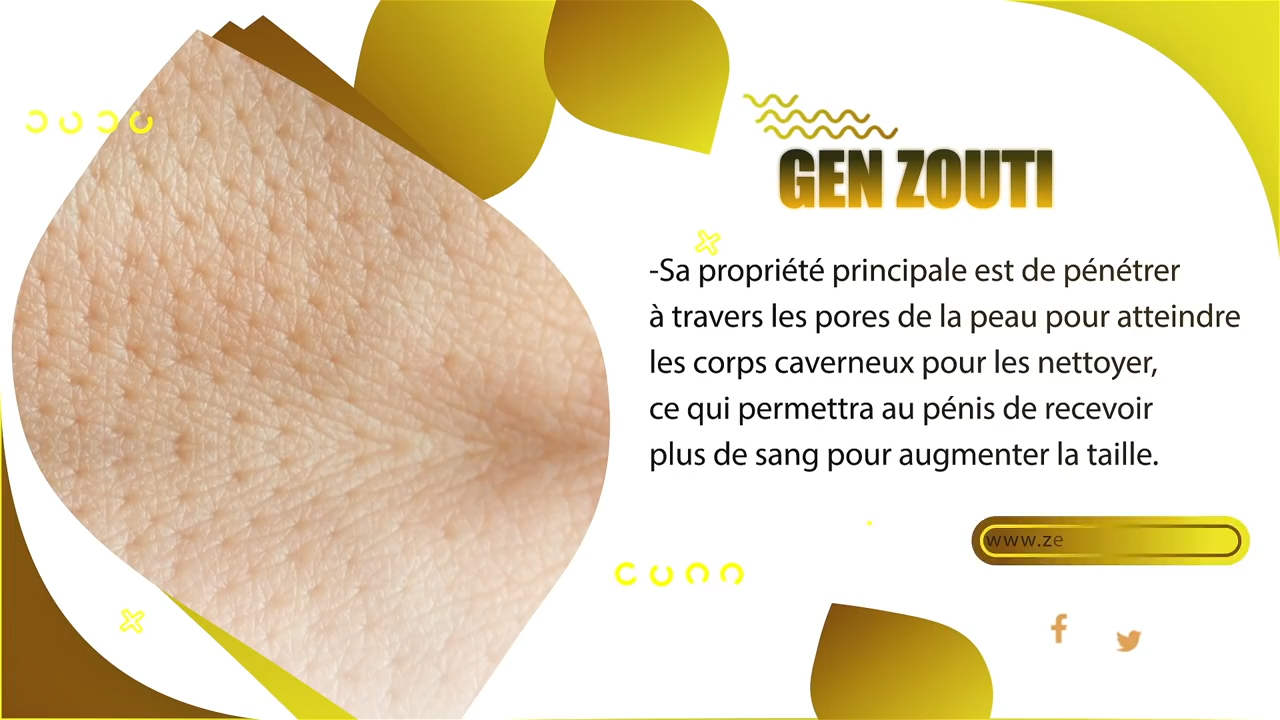 GEN ZOUTI
-Sa propriété principale est de pénétrer
à travers les pores de la peau pour atteindre
les corps caverneux pour les nettoyer,
ce qui permettra au pénis de recevoir
plus de sang pour augmenter la taille.
www.ze